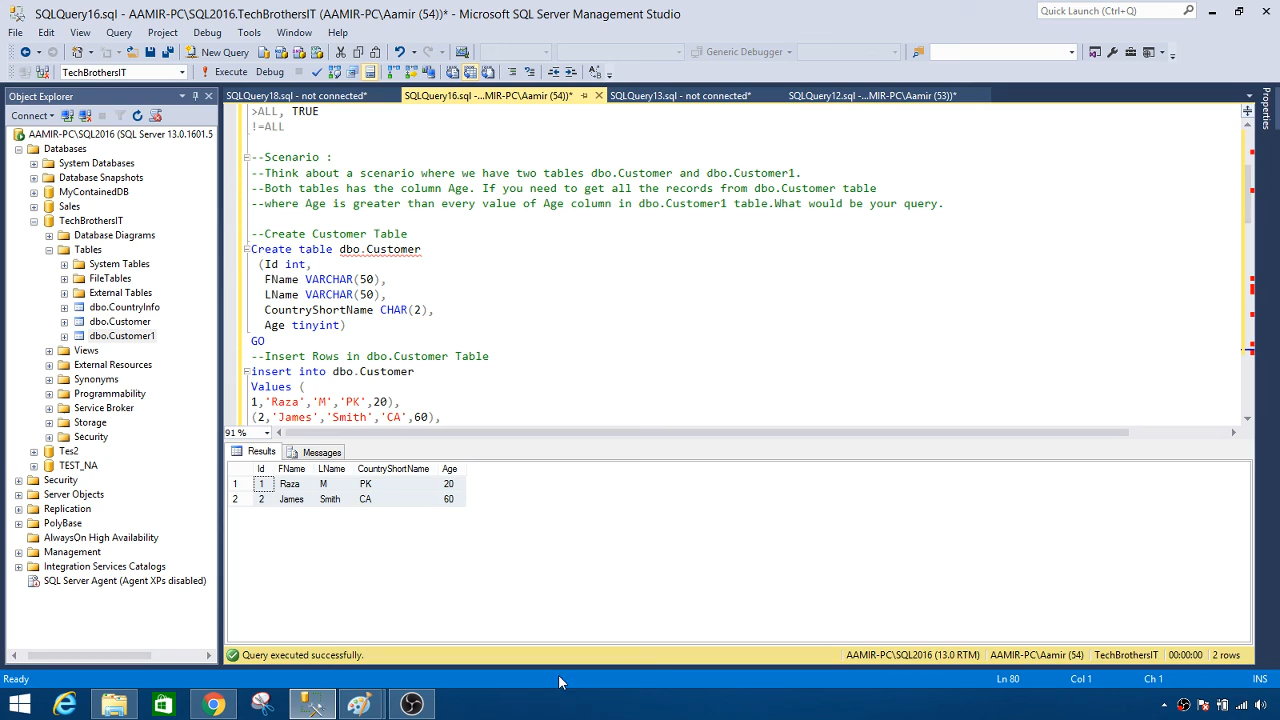 SQLQuery16.sql - AAMIR-PC\SQL2016.TechBrothersIT (AAMIR-PC\Aamir (54))* - Microsoft SQL Server Management Studio
Quick Launch (Ctrl+Q)
File Edit View Query Project Debug Tools Window Help
New Query
Generic Debugger
TechBrothersIT
Execute Debug
Object Explorer
SQLQuery18.sql - not connected* SQLQuery16.sql -...MIR-PC\Aamir (54))* SQLQuery13.sql - not connected* SQLQuery12.sql -...MIR-PC\Aamir (53))*
Properties
Connect
AAMIR-PC\SQL2016 (SQL Server 13.0.1601.5
Databases
System Databases
Database Snapshots
MyContainedDB
Sales
TechBrothersIT
Database Diagrams
Tables
System Tables
FileTables
External Tables
dbo.CountryInfo
dbo.Customer
dbo.Customer1
Views
External Resources
Synonyms
Programmability
Service Broker
Storage
Security
Tes2
TEST_NA
Security
Server Objects
Replication
PolyBase
AlwaysOn High Availability
Management
Integration Services Catalogs
SQL Server Agent (Agent XPs disabled)
>ALL, TRUE
!=ALL
--Scenario :
--Think about a scenario where we have two tables dbo.Customer and dbo.Customer1.
--Both tables has the column Age. If you need to get all the records from dbo.Customer table
--where Age is greater than every value of Age column in dbo.Customer1 table.What would be your query.
--Create Customer Table
Create table dbo.Customer
(Id int,
FName VARCHAR(50),
LName VARCHAR(50),
CountryShortName CHAR(2),
Age tinyint)
GO
--Insert Rows in dbo.Customer Table
insert into dbo.Customer
Values (
1,'Raza','M','PK',20),
(2,'James','Smith','CA',60),
91 %
Results Messages
Id FName LName CountryShortName Age
1 1 Raza M PK 20
2 2 James Smith CA 60
Query executed successfully.
AAMIR-PC\SQL2016 (13.0 RTM) AAMIR-PC\Aamir (54) TechBrothersIT 00:00:00 2 rows
Ready
Ln 80 Col 1 Ch 1 INS